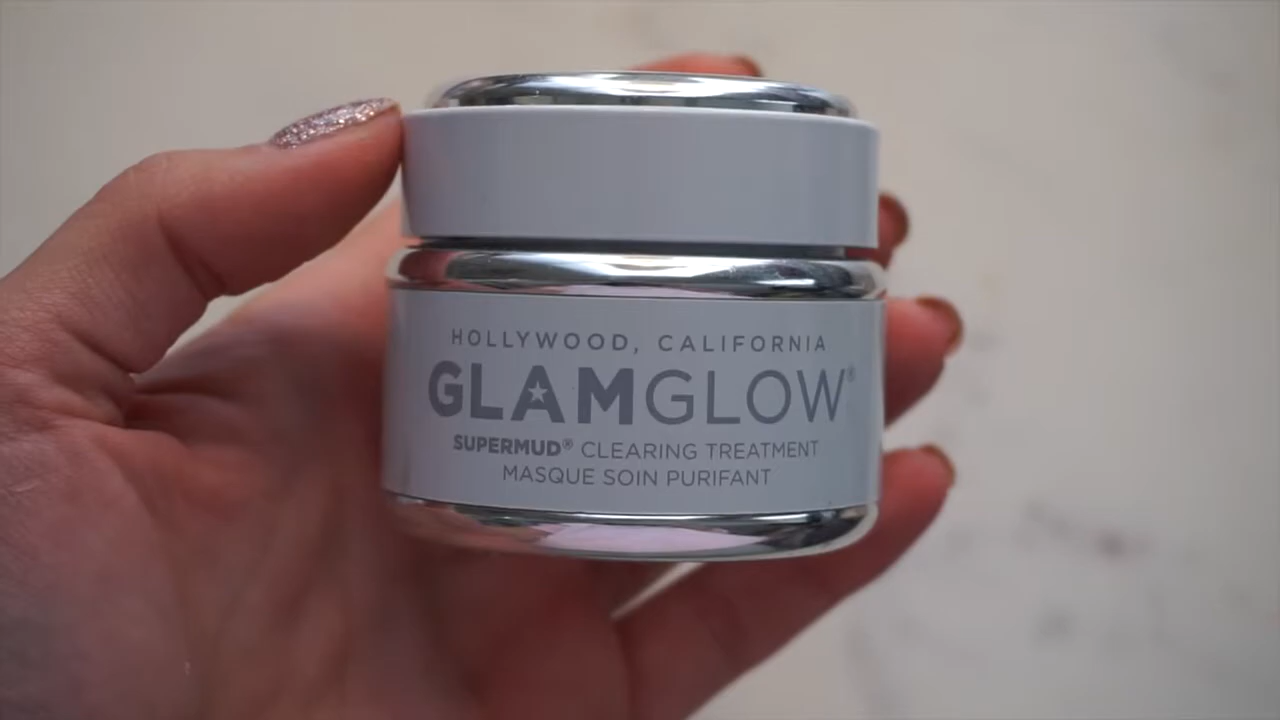 HOLLYWOOD, CALIFORNIA
GLAMGLOW®
SUPERMUD® CLEARING TREATMENT
MASQUE SOIN PURIFANT